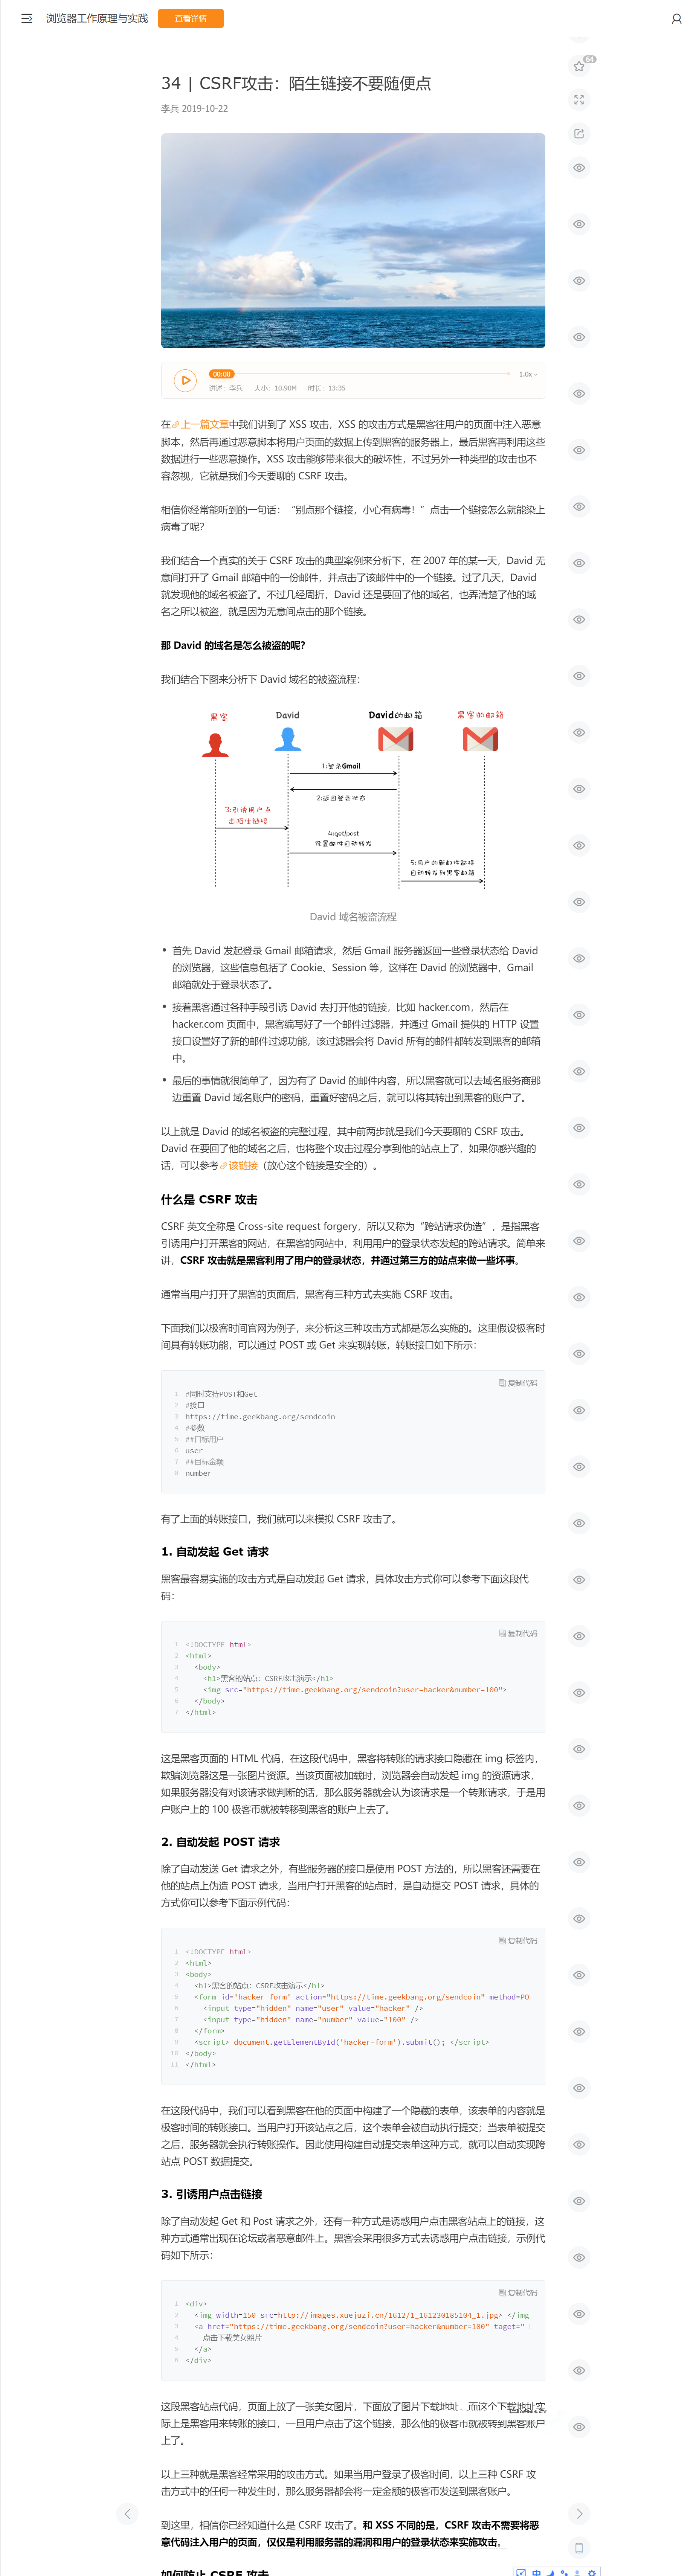 浏览器工作原理与实践
查看详情
64
34 | CSRF攻击：陌生链接不要随便点
李兵 2019-10-22
00:00
1.0x
讲述：李兵 大小：10.90M 时长：13:35
在上一篇文章中我们讲到了 XSS 攻击，XSS 的攻击方式是黑客往用户的页面中注入恶意
脚本，然后再通过恶意脚本将用户页面的数据上传到黑客的服务器上，最后黑客再利用这些
数据进行一些恶意操作。XSS 攻击能够带来很大的破坏性，不过另外一种类型的攻击也不
容忽视，它就是我们今天要聊的 CSRF 攻击。
相信你经常能听到的一句话：“别点那个链接，小心有病毒！”点击一个链接怎么就能染上
病毒了呢？
我们结合一个真实的关于 CSRF 攻击的典型案例来分析下，在 2007 年的某一天，David 无
意间打开了 Gmail 邮箱中的一份邮件，并点击了该邮件中的一个链接。过了几天，David
就发现他的域名被盗了。不过几经周折，David 还是要回了他的域名，也弄清楚了他的域
名之所以被盗，就是因为无意间点击的那个链接。
那 David 的域名是怎么被盗的呢？
我们结合下图来分析下 David 域名的被盗流程：
黑客
David
David的邮箱
黑客的邮箱
1:登录Gmail
2:返回登录状态
3:引诱用户点
击陌生链接
4:get/post
设置邮件自动转发
5:用户的新邮件都将
自动转发到黑客邮箱
David 域名被盗流程
首先 David 发起登录 Gmail 邮箱请求，然后 Gmail 服务器返回一些登录状态给 David
的浏览器，这些信息包括了 Cookie、Session 等，这样在 David 的浏览器中，Gmail
邮箱就处于登录状态了。
接着黑客通过各种手段引诱 David 去打开他的链接，比如 hacker.com，然后在
hacker.com 页面中，黑客编写好了一个邮件过滤器，并通过 Gmail 提供的 HTTP 设置
接口设置好了新的邮件过滤功能，该过滤器会将 David 所有的邮件都转发到黑客的邮箱
中。
最后的事情就很简单了，因为有了 David 的邮件内容，所以黑客就可以去域名服务商那
边重置 David 域名账户的密码，重置好密码之后，就可以将其转出到黑客的账户了。
以上就是 David 的域名被盗的完整过程，其中前两步就是我们今天要聊的 CSRF 攻击。
David 在要回了他的域名之后，也将整个攻击过程分享到他的站点上了，如果你感兴趣的
话，可以参考该链接（放心这个链接是安全的）。
什么是 CSRF 攻击
CSRF 英文全称是 Cross-site request forgery，所以又称为“跨站请求伪造”，是指黑客
引诱用户打开黑客的网站，在黑客的网站中，利用用户的登录状态发起的跨站请求。简单来
讲，CSRF 攻击就是黑客利用了用户的登录状态，并通过第三方的站点来做一些坏事。
通常当用户打开了黑客的页面后，黑客有三种方式去实施 CSRF 攻击。
下面我们以极客时间官网为例子，来分析这三种攻击方式都是怎么实施的。这里假设极客时
间具有转账功能，可以通过 POST 或 Get 来实现转账，转账接口如下所示：
复制代码
1 #同时支持POST和Get
2 #接口
3 https://time.geekbang.org/sendcoin
4 #参数
5 ##目标用户
6 user
7 ##目标金额
8 number
有了上面的转账接口，我们就可以来模拟 CSRF 攻击了。
1. 自动发起 Get 请求
黑客最容易实施的攻击方式是自动发起 Get 请求，具体攻击方式你可以参考下面这段代
码：
复制代码
1 <!DOCTYPE html>
2 <html>
3 <body>
4 <h1>黑客的站点：CSRF攻击演示</h1>
5 <img src="https://time.geekbang.org/sendcoin?user=hacker&number=100">
6 </body>
7 </html>
这是黑客页面的 HTML 代码，在这段代码中，黑客将转账的请求接口隐藏在 img 标签内，
欺骗浏览器这是一张图片资源。当该页面被加载时，浏览器会自动发起 img 的资源请求，
如果服务器没有对该请求做判断的话，那么服务器就会认为该请求是一个转账请求，于是用
户账户上的 100 极客币就被转移到黑客的账户上去了。
2. 自动发起 POST 请求
除了自动发送 Get 请求之外，有些服务器的接口是使用 POST 方法的，所以黑客还需要在
他的站点上伪造 POST 请求，当用户打开黑客的站点时，是自动提交 POST 请求，具体的
方式你可以参考下面示例代码：
复制代码
1 <!DOCTYPE html>
2 <html>
3 <body>
4 <h1>黑客的站点：CSRF攻击演示</h1>
5 <form id='hacker-form' action="https://time.geekbang.org/sendcoin" method=PO
6 <input type="hidden" name="user" value="hacker" />
7 <input type="hidden" name="number" value="100" />
8 </form>
9 <script> document.getElementById('hacker-form').submit(); </script>
10 </body>
11 </html>
在这段代码中，我们可以看到黑客在他的页面中构建了一个隐藏的表单，该表单的内容就是
极客时间的转账接口。当用户打开该站点之后，这个表单会被自动执行提交；当表单被提交
之后，服务器就会执行转账操作。因此使用构建自动提交表单这种方式，就可以自动实现跨
站点 POST 数据提交。
3. 引诱用户点击链接
除了自动发起 Get 和 Post 请求之外，还有一种方式是诱惑用户点击黑客站点上的链接，这
种方式通常出现在论坛或者恶意邮件上。黑客会采用很多方式去诱惑用户点击链接，示例代
码如下所示：
复制代码
1 <div>
2 <img width=150 src=http://images.xuejuzi.cn/1612/1_161230185104_1.jpg> </img
3 <a href="https://time.geekbang.org/sendcoin?user=hacker&number=100" taget="_
4 点击下载美女照片
5 </a>
6 </div>
这段黑客站点代码，页面上放了一张美女图片，下面放了图片下载地址，而这个下载地址实
际上是黑客用来转账的接口，一旦用户点击了这个链接，那么他的极客币就被转到黑客账户
上了。
以上三种就是黑客经常采用的攻击方式。如果当用户登录了极客时间，以上三种 CSRF 攻
击方式中的任何一种发生时，那么服务器都会将一定金额的极客币发送到黑客账户。
到这里，相信你已经知道什么是 CSRF 攻击了。和 XSS 不同的是，CSRF 攻击不需要将恶
意代码注入用户的页面，仅仅是利用服务器的漏洞和用户的登录状态来实施攻击。
如何防止 CSRF 攻击
中